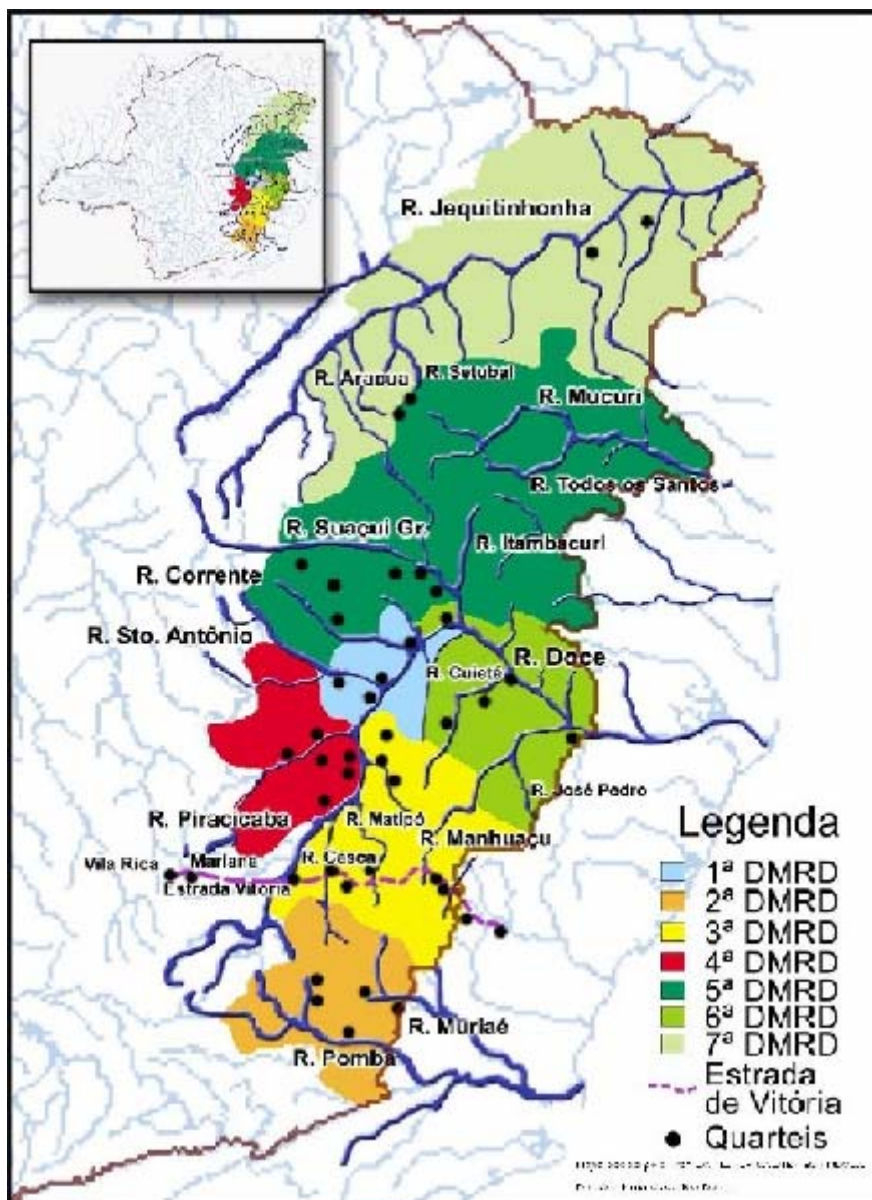 R. Jequitinhonha
R. Aracua
R. Setubal
R. Mucuri
R. Todos os Santos
R. Suaçui Gr.
R. Itambacuri
R. Corrente
R. Sto. Antônio
R. Cuieté
R. Doce
R. José Pedro
R. Piracicaba
R. Matipó
R. Manhuaçu
Vila Rica
Mariana
R. Casca
Estrada Vitória
R. Muriaé
R. Pomba
Legenda
1ª DMRD
2ª DMRD
3ª DMRD
4ª DMRD
5ª DMRD
6ª DMRD
7ª DMRD
Estrada
de Vitória
Quarteis